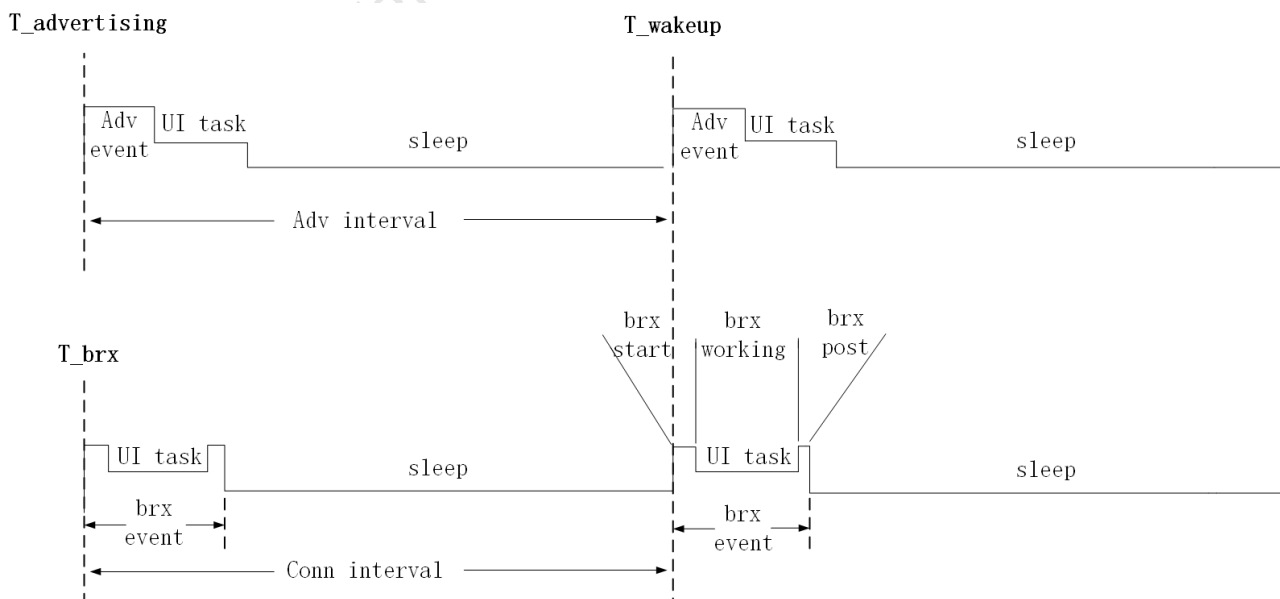 T_advertising
T_wakeup
Adv
event
UI task
sleep
Adv
event
UI task
sleep
Adv interval
brx
start
brx
working
brx
post
T_brx
UI task
sleep
UI task
sleep
brx
event
brx
event
Conn interval